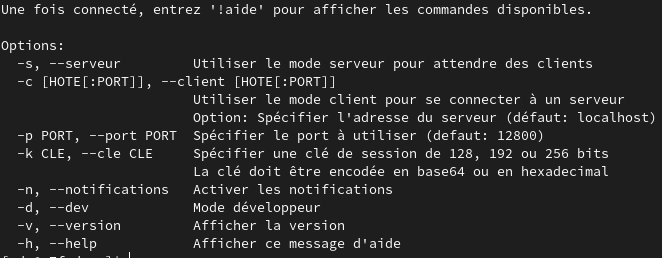 Une fois connecté, entrez '!aide' pour afficher les commandes disponibles.
Options:
-s, --serveur Utiliser le mode serveur pour attendre des clients
-c [HOTE[:PORT]], --client [HOTE[:PORT]]
Utiliser le mode client pour se connecter à un serveur
Option: Spécifier l'adresse du serveur (défaut: localhost)
-p PORT, --port PORT Spécifier le port à utiliser (defaut: 12800)
-k CLE, --cle CLE Spécifier une clé de session de 128, 192 ou 256 bits
La clé doit être encodée en base64 ou en hexadecimal
-n, --notifications Activer les notifications
-d, --dev Mode développeur
-v, --version Afficher la version
-h, --help Afficher ce message d'aide